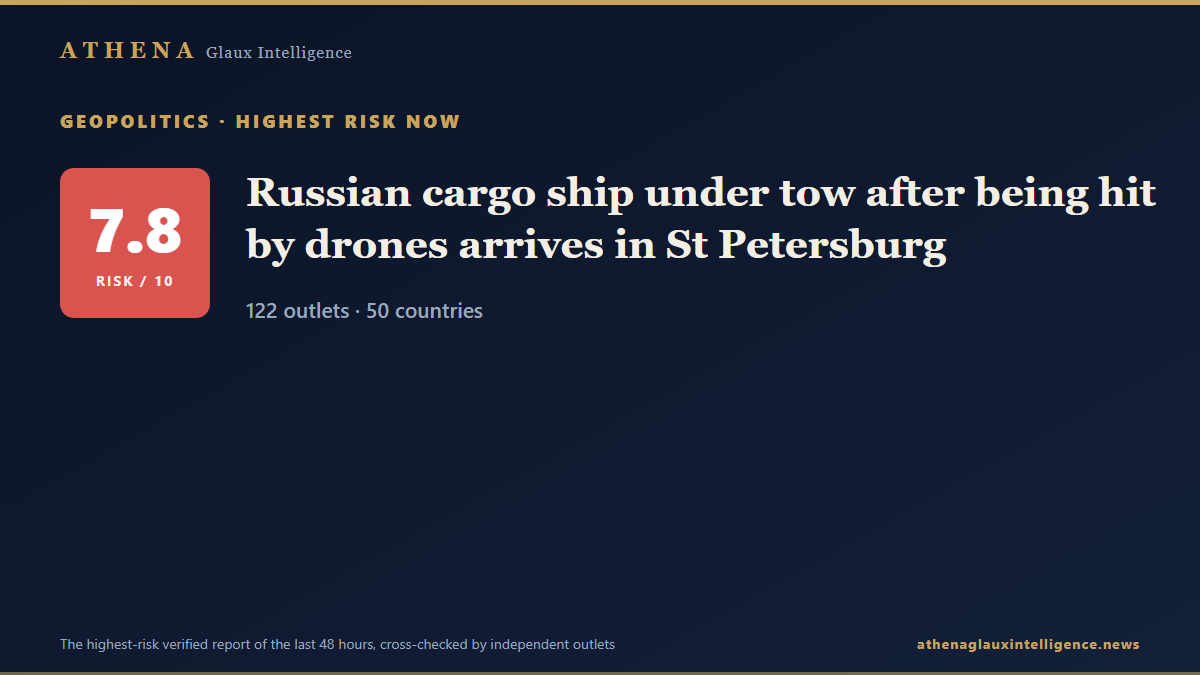 ATHENA Glaux Intelligence
GEOPOLITICS · HIGHEST RISK NOW
7.8
RISK / 10
Russian cargo ship under tow after being hit
by drones arrives in St Petersburg
122 outlets · 50 countries
The highest-risk verified report of the last 48 hours, cross-checked by independent outlets
athenaglauxintelligence.news